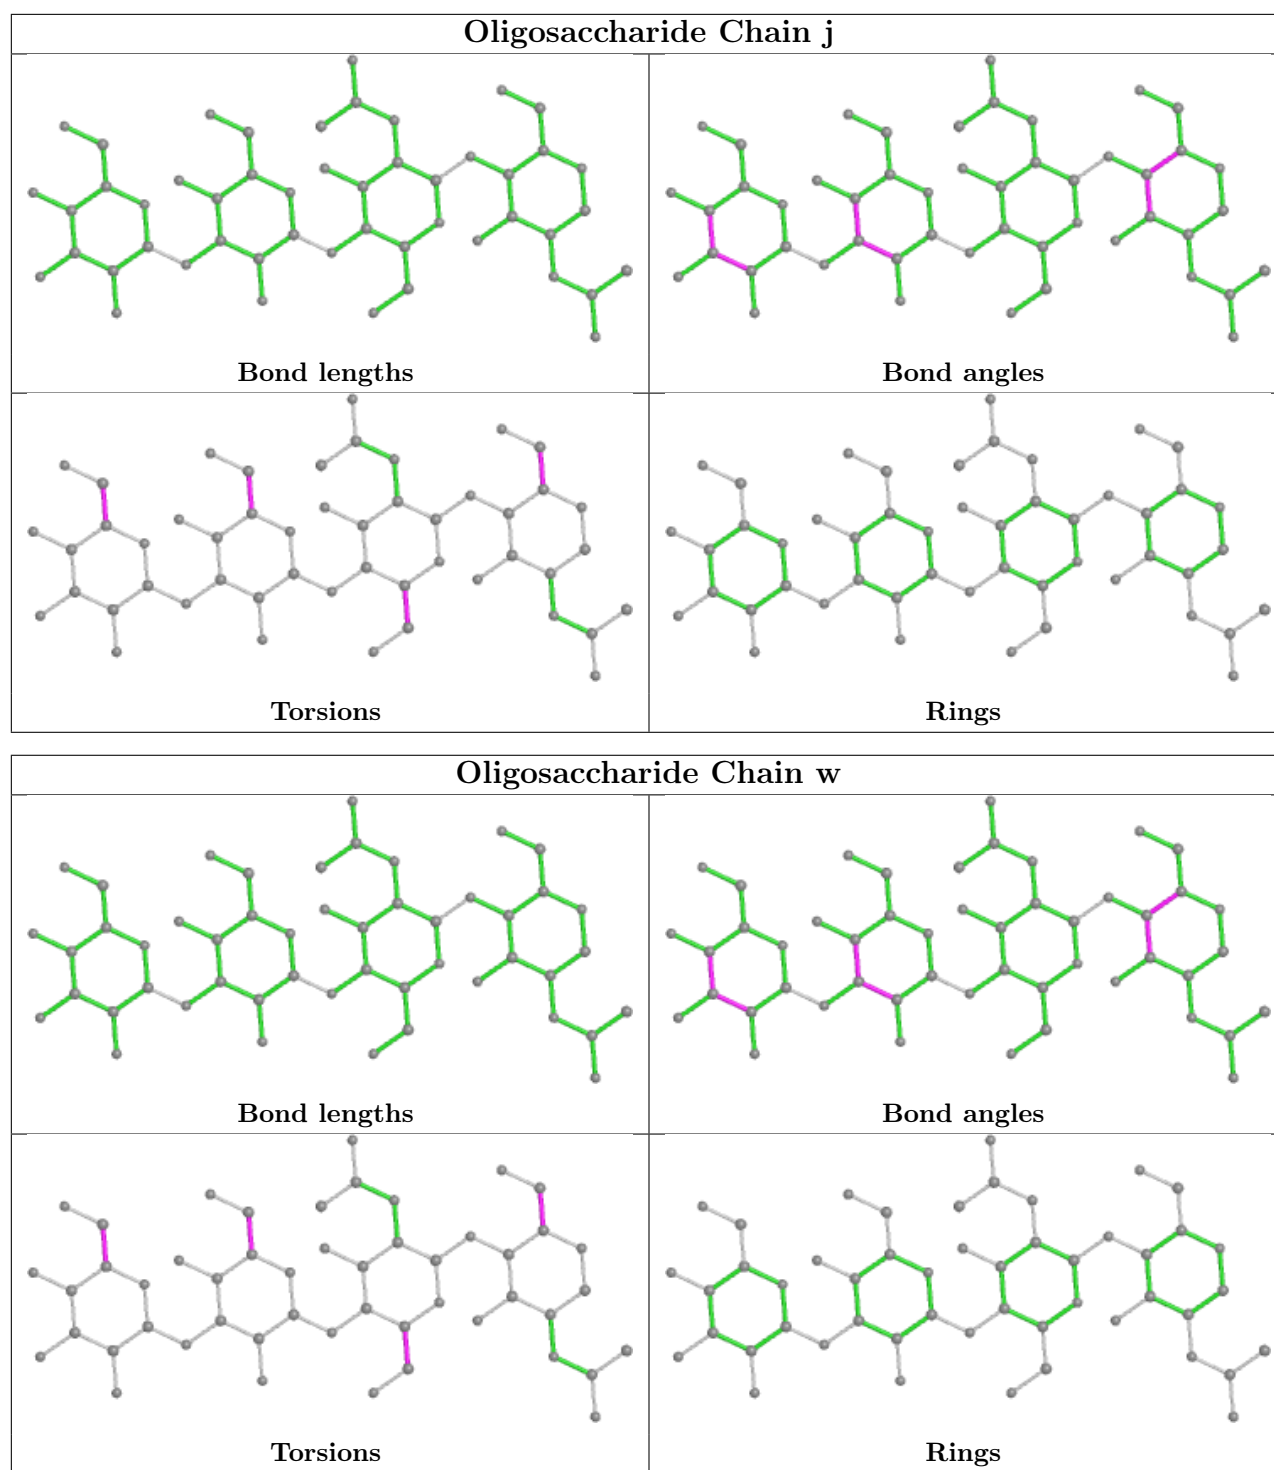 Oligosaccharide Chain j
Bond lengths
Bond angles
Torsions
Rings
Oligosaccharide Chain w
Bond lengths
Bond angles
Torsions
Rings